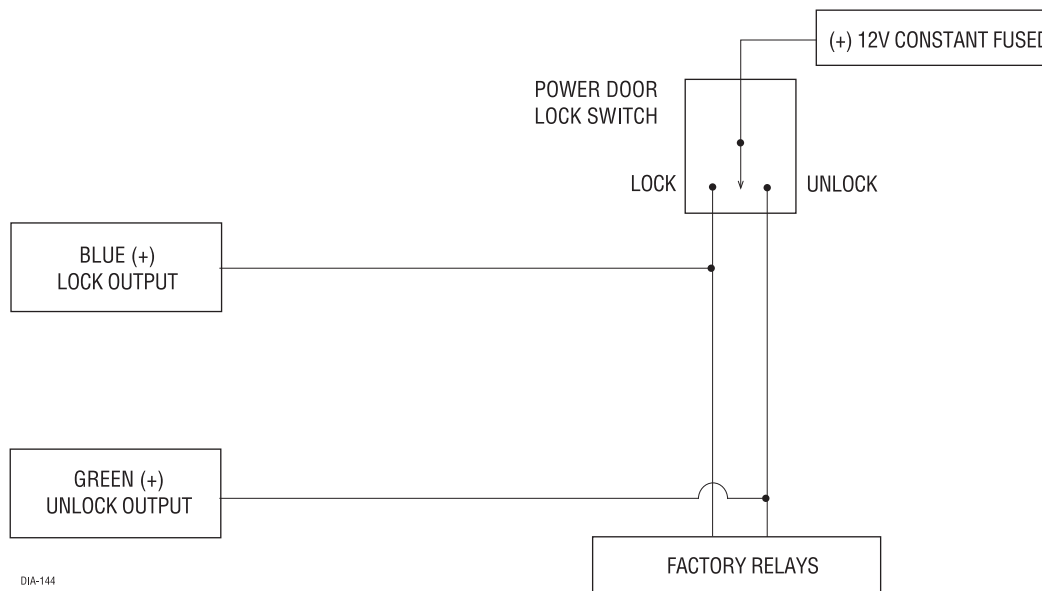 (+) 12V CONSTANT FUSED
POWER DOOR
LOCK SWITCH
LOCK
UNLOCK
BLUE (+)
LOCK OUTPUT
GREEN (+)
UNLOCK OUTPUT
FACTORY RELAYS
DIA-144